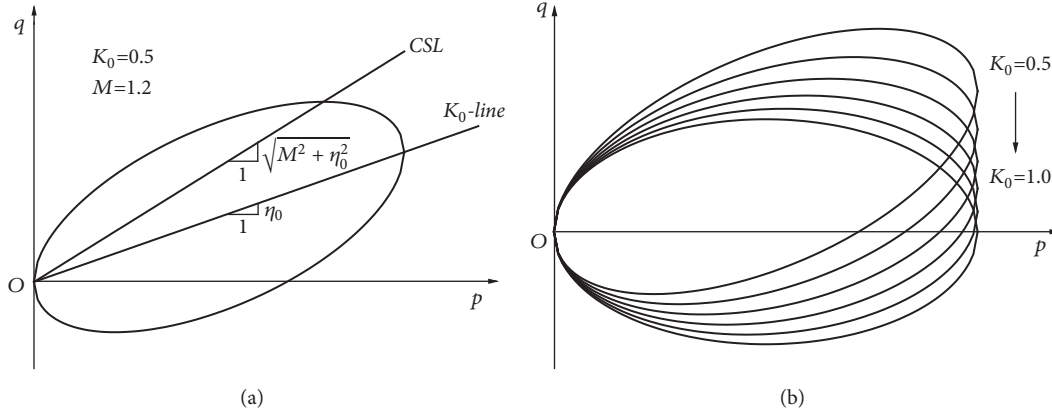 q
K₀=0.5
M=1.2
CSL
K₀-line
√(M² + η₀²)
1
η₀
1
O
p
(a)
q
K₀=0.5
K₀=1.0
O
p
(b)